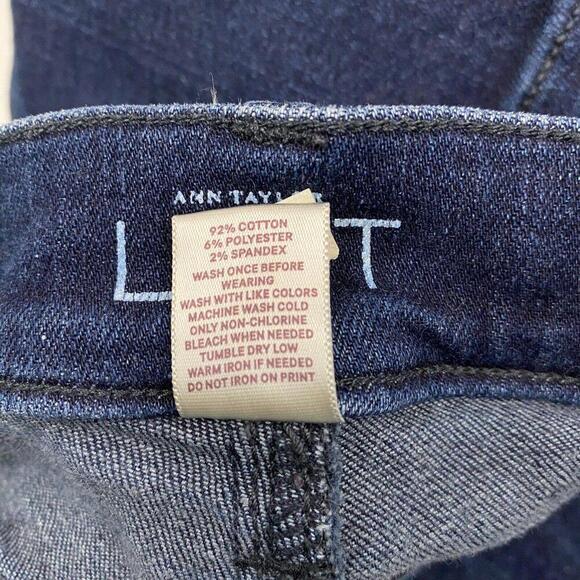 ANN TAYLOR
L T
92% COTTON
6% POLYESTER
2% SPANDEX
WASH ONCE BEFORE
WEARING
WASH WITH LIKE COLORS
MACHINE WASH COLD
ONLY NON-CHLORINE
BLEACH WHEN NEEDED
TUMBLE DRY LOW
WARM IRON IF NEEDED
DO NOT IRON ON PRINT